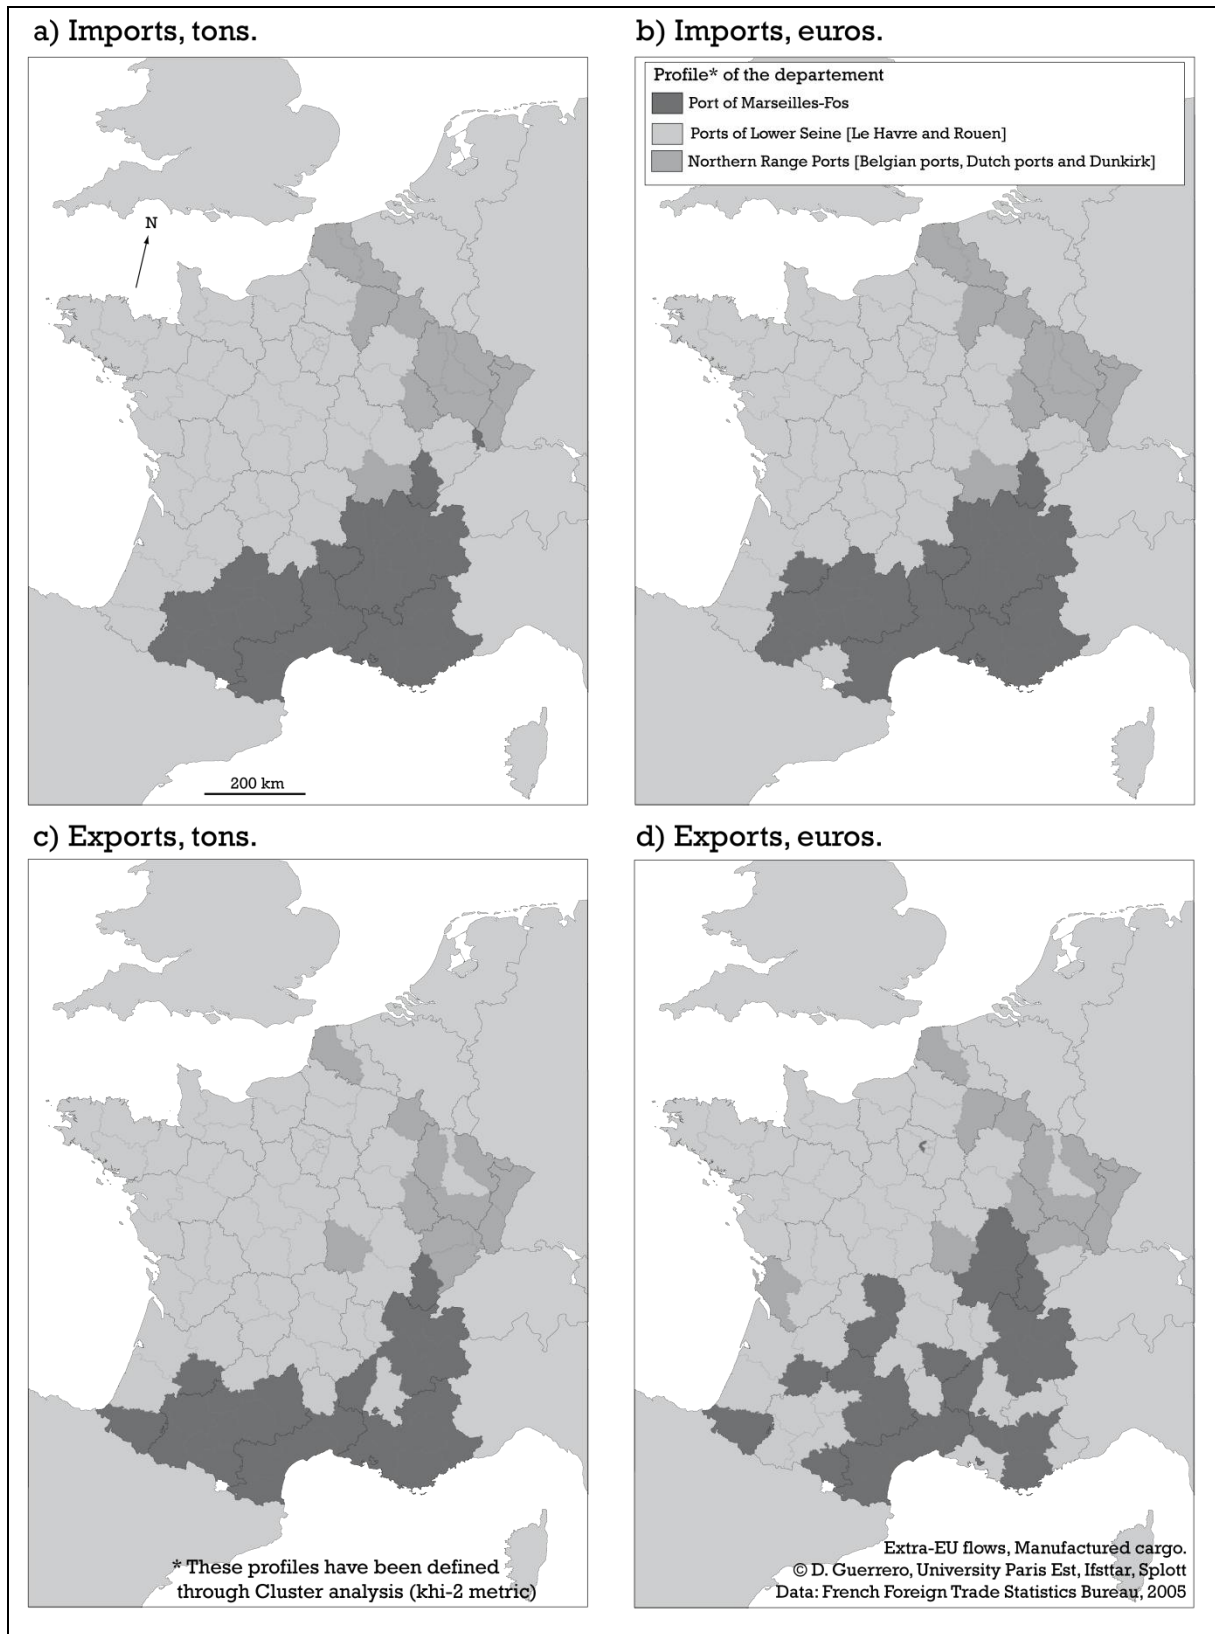 a) Imports, tons.
b) Imports, euros.
Profile* of the departement
Port of Marseilles-Fos
Ports of Lower Seine [Le Havre and Rouen]
Northern Range Ports [Belgian ports, Dutch ports and Dunkirk]
N
200 km
c) Exports, tons.
d) Exports, euros.
* These profiles have been defined
through Cluster analysis (khi-2 metric)
Extra-EU flows, Manufactured cargo.
© D. Guerrero, University Paris Est, Ifsttar, Splott
Data: French Foreign Trade Statistics Bureau, 2005